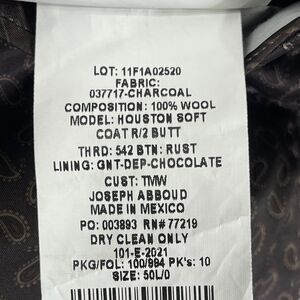 LOT: 11F1A02520
FABRIC:
037717-CHARCOAL
COMPOSITION: 100% WOOL
MODEL: HOUSTON SOFT
COAT R/2 BUTT
THRD: 542 BTN: RUST
LINING: GNT-DEP-CHOCOLATE
CUST: TMW
JOSEPH ABBOUD
MADE IN MEXICO
PO: 003893 RN# 77219
DRY CLEAN ONLY
101-E-2021
PKG/FOL: 100/994 PK's: 10
SIZE: 50L/0